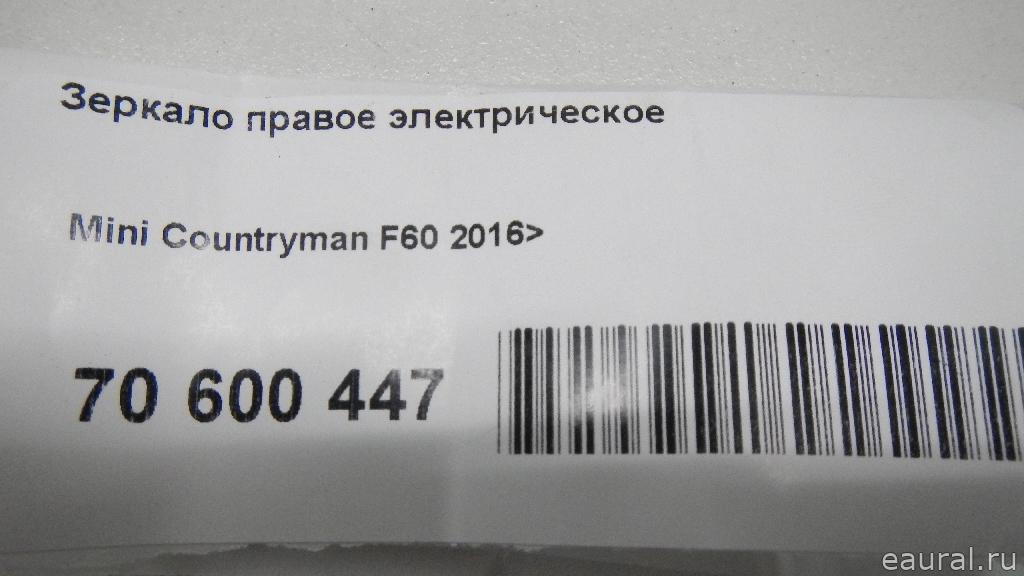 Зеркало правое электрическое
Mini Countryman F60 2016>
70 600 447
eaural.ru